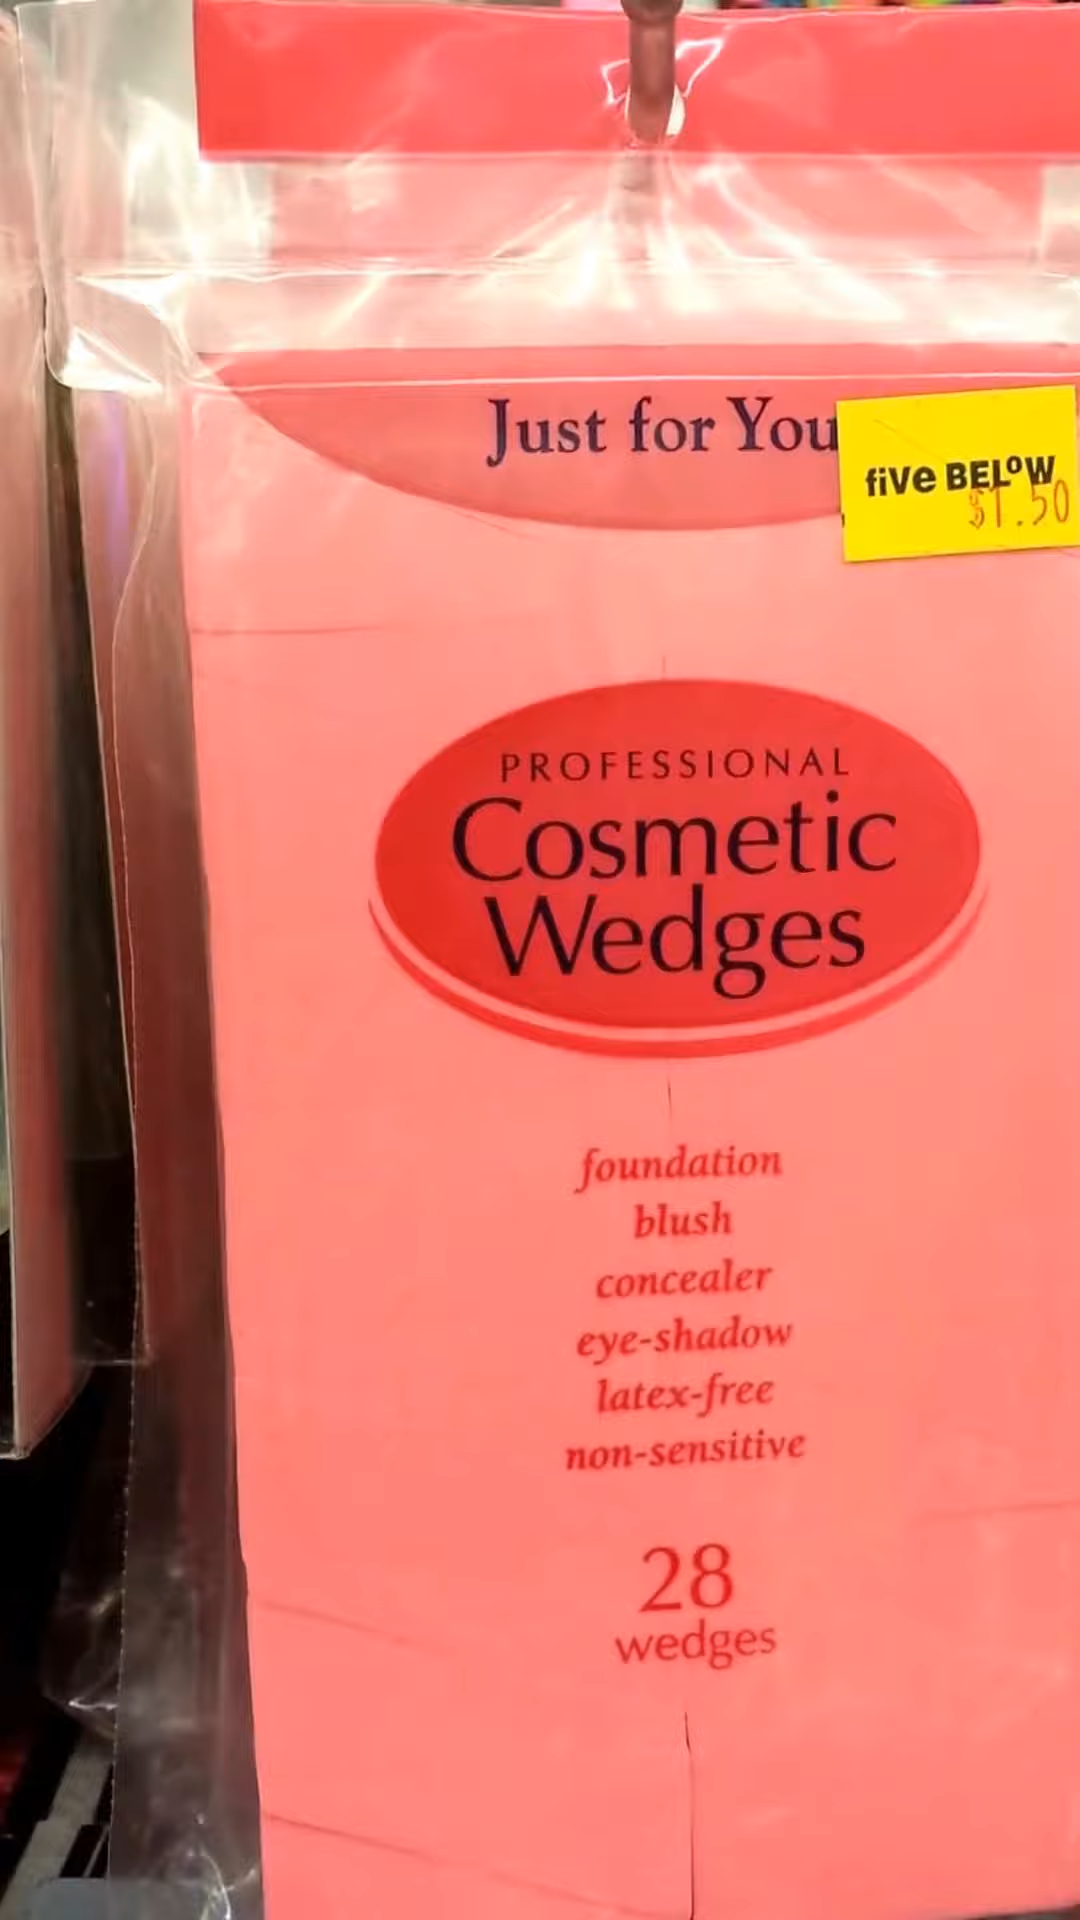 Just for You
fiVe BELOW
$1.50
PROFESSIONAL
Cosmetic
Wedges
foundation
blush
concealer
eye-shadow
latex-free
non-sensitive
28
wedges